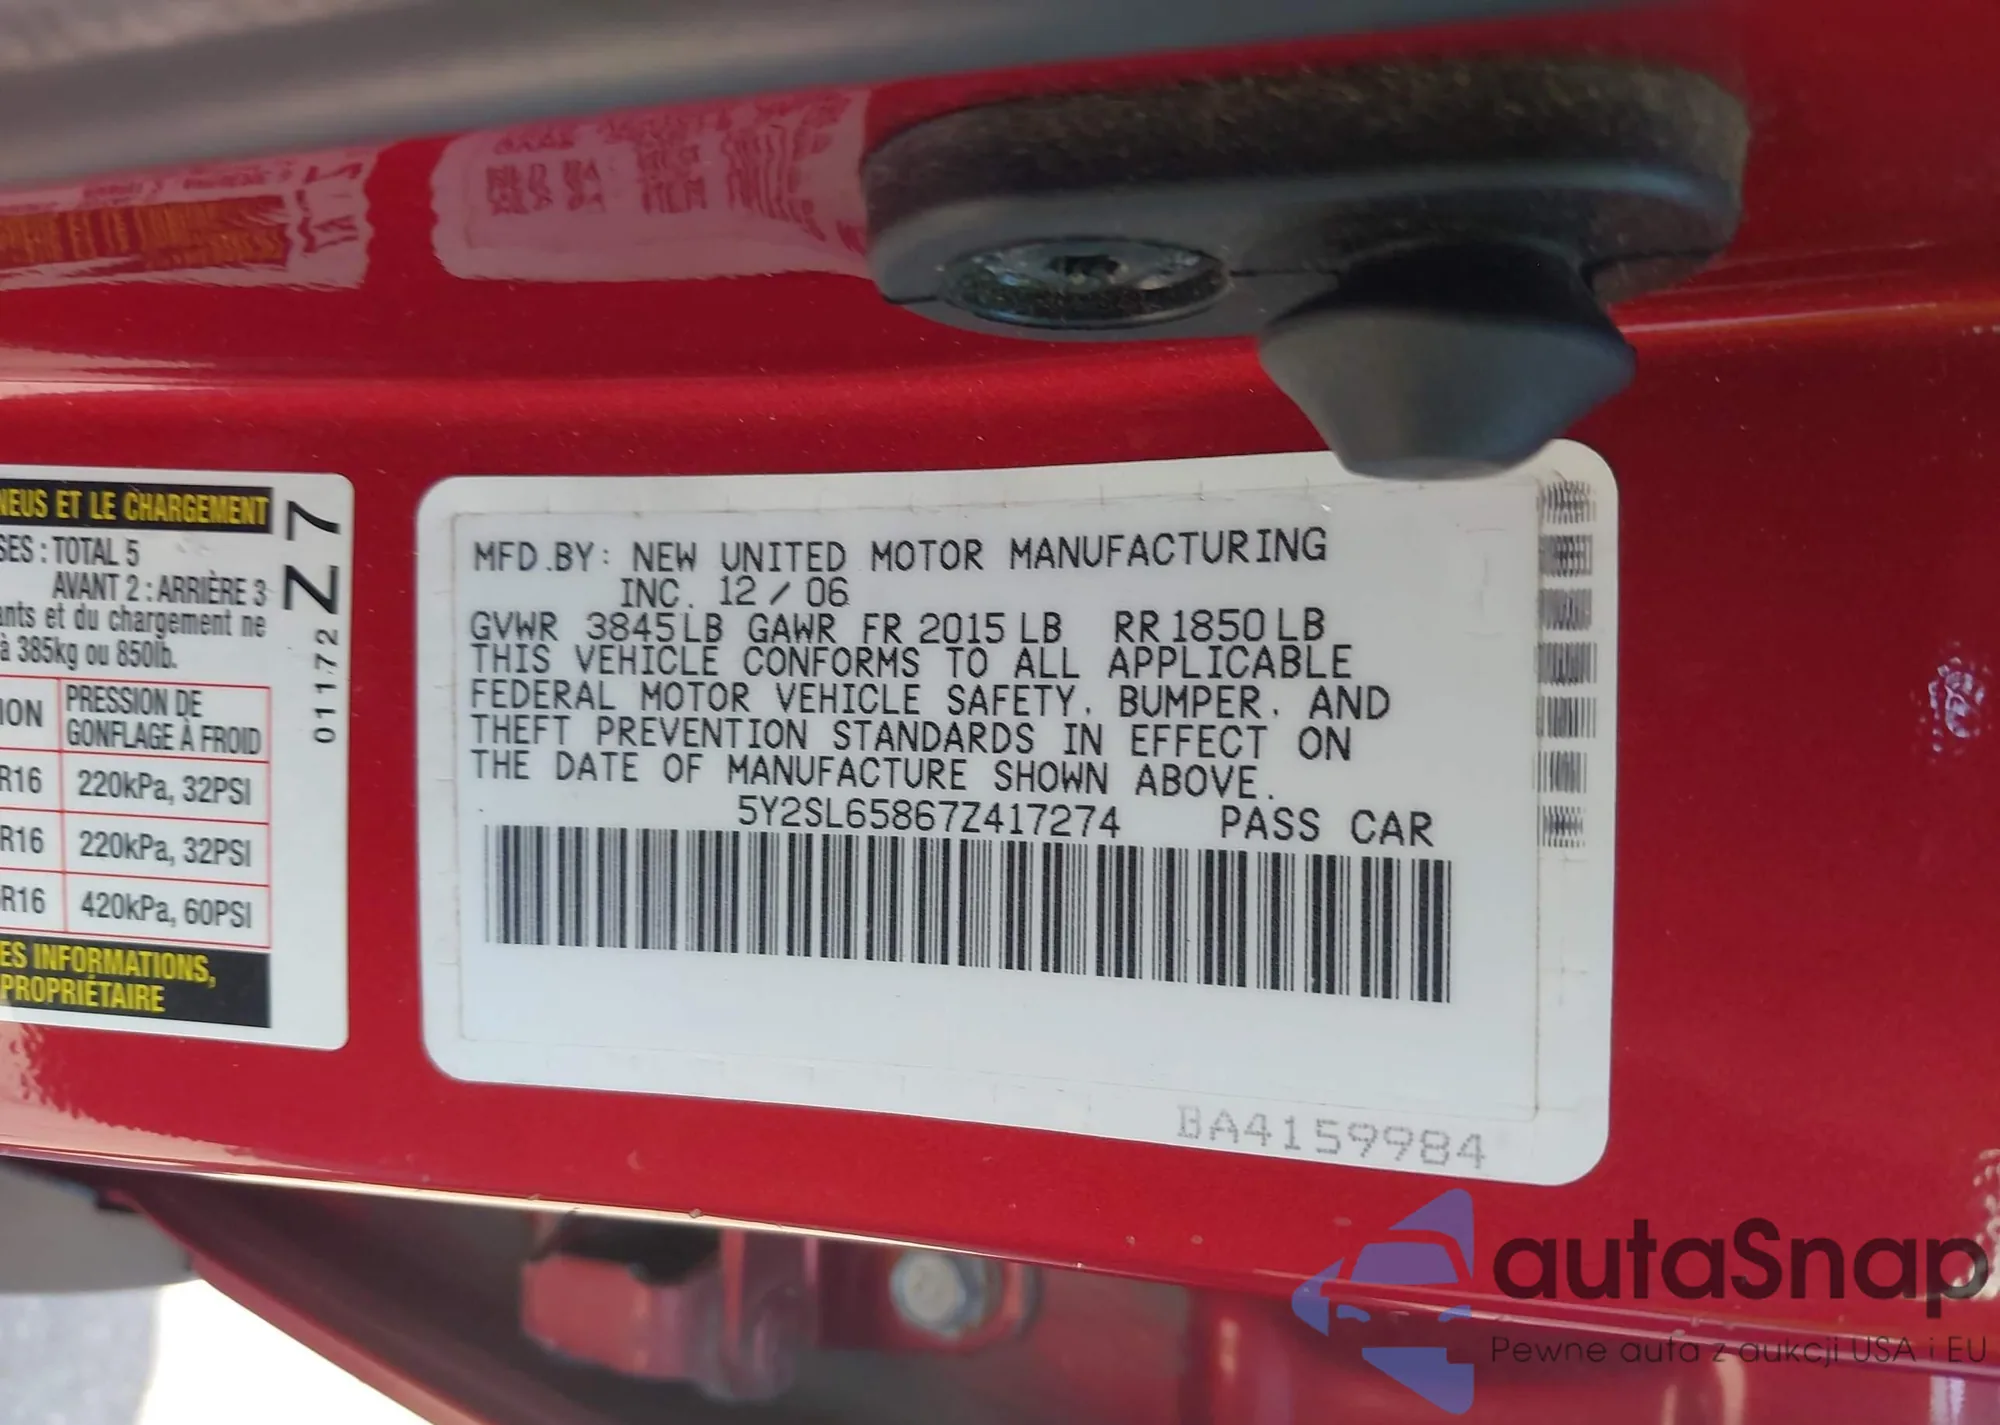 NEUS ET LE CHARGEMENT
SES : TOTAL 5
AVANT 2 : ARRIÈRE 3
ants et du chargement ne
à 385kg ou 850lb.
ION PRESSION DE
GONFLAGE À FROID
R16 220kPa, 32PSI
R16 220kPa, 32PSI
R16 420kPa, 60PSI
ES INFORMATIONS,
PROPRIÉTAIRE
01172 Z7
MFD.BY: NEW UNITED MOTOR MANUFACTURING
INC. 12/06
GVWR 3845LB GAWR FR 2015 LB RR 1850 LB
THIS VEHICLE CONFORMS TO ALL APPLICABLE
FEDERAL MOTOR VEHICLE SAFETY, BUMPER, AND
THEFT PREVENTION STANDARDS IN EFFECT ON
THE DATE OF MANUFACTURE SHOWN ABOVE.
5Y2SL65867Z417274 PASS CAR
BA4159984
autaSnap
Pewne auta z aukcji USA i EU